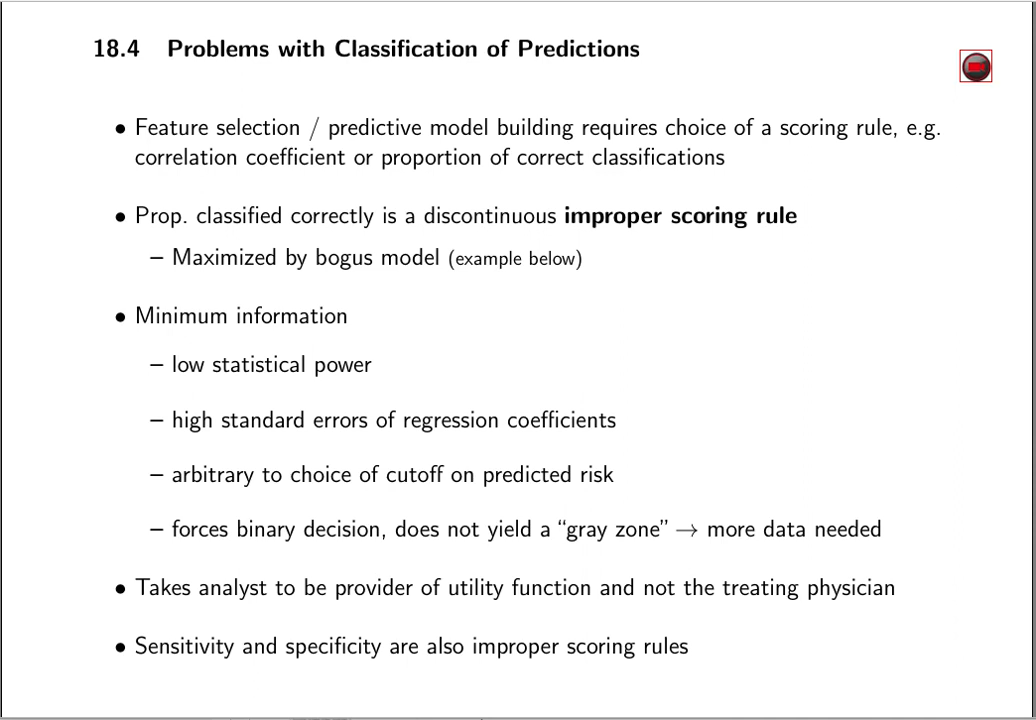 18.4 Problems with Classification of Predictions
• Feature selection / predictive model building requires choice of a scoring rule, e.g.
correlation coefficient or proportion of correct classifications
• Prop. classified correctly is a discontinuous improper scoring rule
– Maximized by bogus model (example below)
• Minimum information
– low statistical power
– high standard errors of regression coefficients
– arbitrary to choice of cutoff on predicted risk
– forces binary decision, does not yield a “gray zone” → more data needed
• Takes analyst to be provider of utility function and not the treating physician
• Sensitivity and specificity are also improper scoring rules